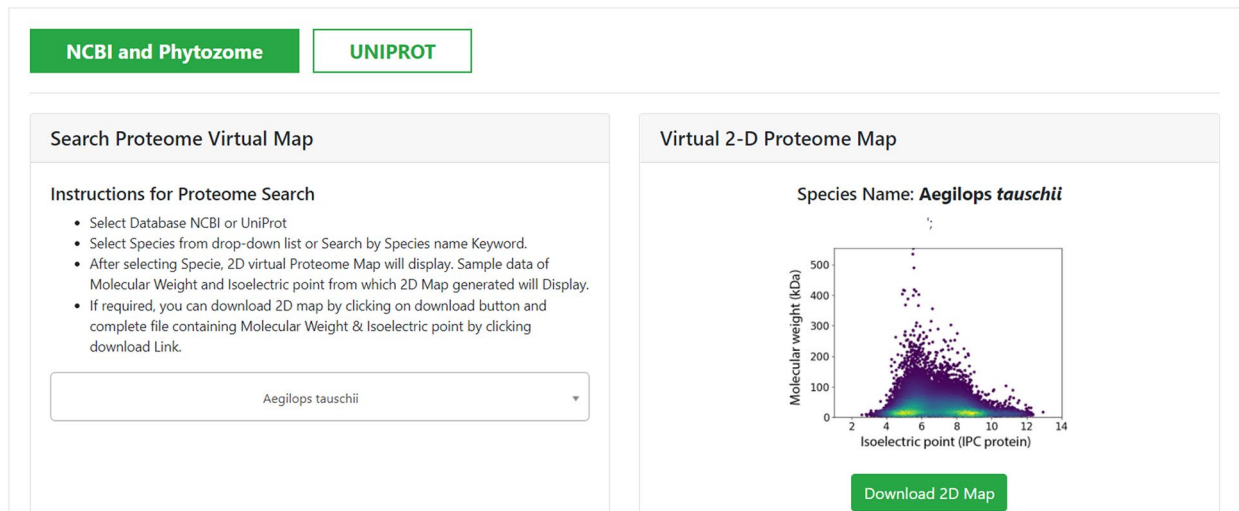 NCBI and Phytozome
UNIPROT
Search Proteome Virtual Map
Instructions for Proteome Search
• Select Database NCBI or UniProt
• Select Species from drop-down list or Search by Species name Keyword.
• After selecting Specie, 2D virtual Proteome Map will display. Sample data of
Molecular Weight and Isoelectric point from which 2D Map generated will Display.
• If required, you can download 2D map by clicking on download button and
complete file containing Molecular Weight & Isoelectric point by clicking
download Link.
Aegilops tauschii
Virtual 2-D Proteome Map
Species Name: Aegilops tauschii
';
Molecular weight (kDa)
500
400
300
200
100
0
2 4 6 8 10 12 14
Isoelectric point (IPC protein)
Download 2D Map